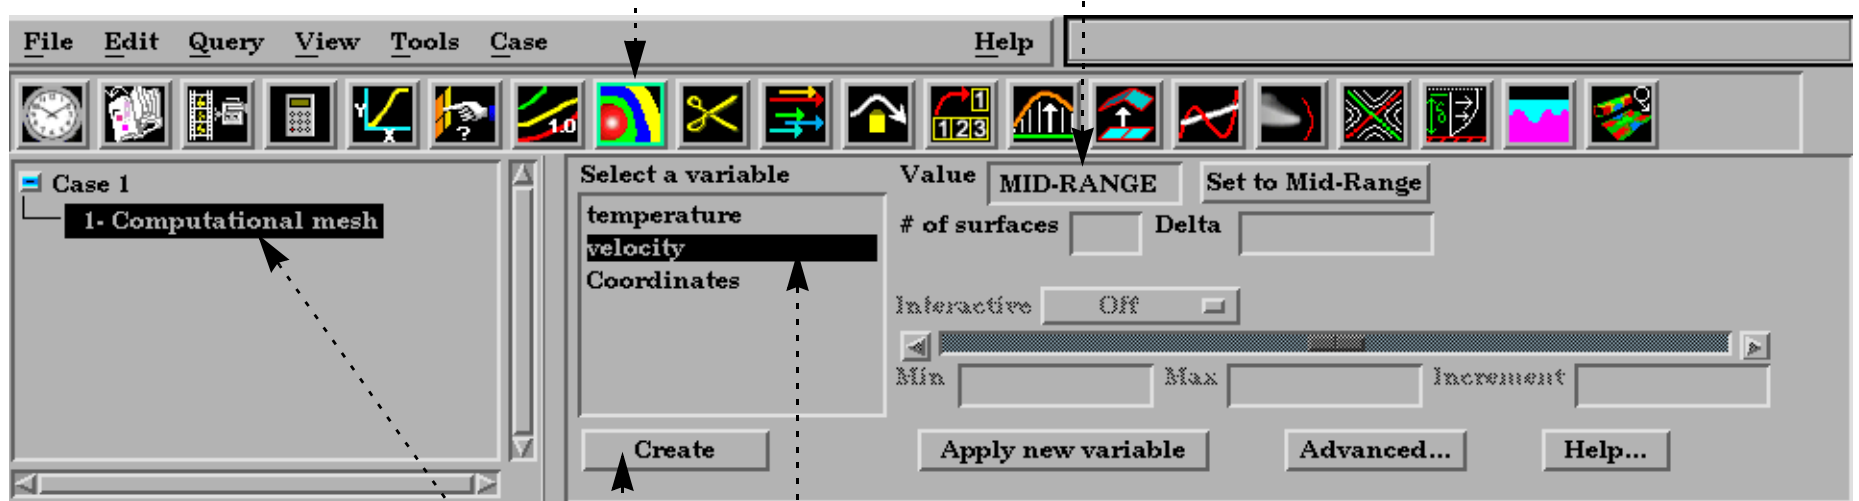 File Edit Query View Tools Case Help
Y X ? 1.0 1 123 δ
Case 1
1- Computational mesh
Select a variable
temperature
velocity
Coordinates
Create
Value MID-RANGE Set to Mid-Range
# of surfaces Delta
Interactive Off
Min Max Increment
Apply new variable Advanced... Help...